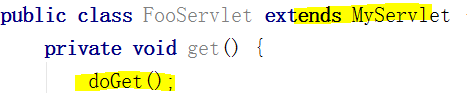 public class FooServlet extends MyServlet
private void get() {
doGet();